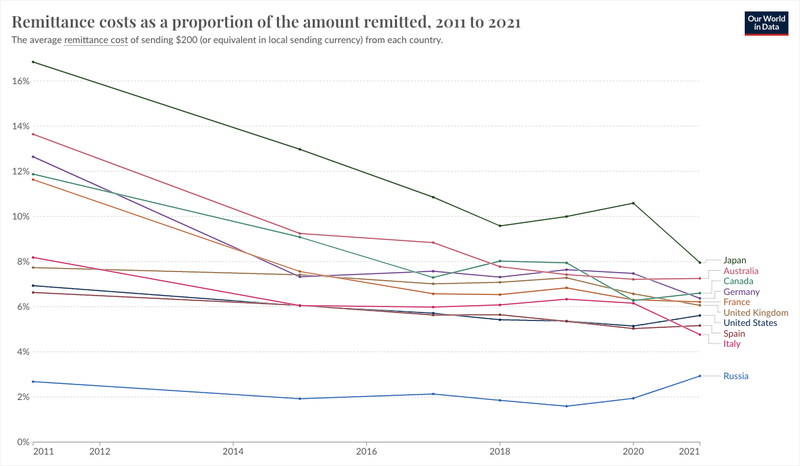 Remittance costs as a proportion of the amount remitted, 2011 to 2021
Our World
in Data
The average remittance cost of sending $200 (or equivalent in local sending currency) from each country.
16%
14%
12%
10%
8%
6%
4%
2%
0%
Japan
Australia
Canada
Germany
France
United Kingdom
United States
Spain
Italy
Russia
2011
2012
2014
2016
2018
2020
2021